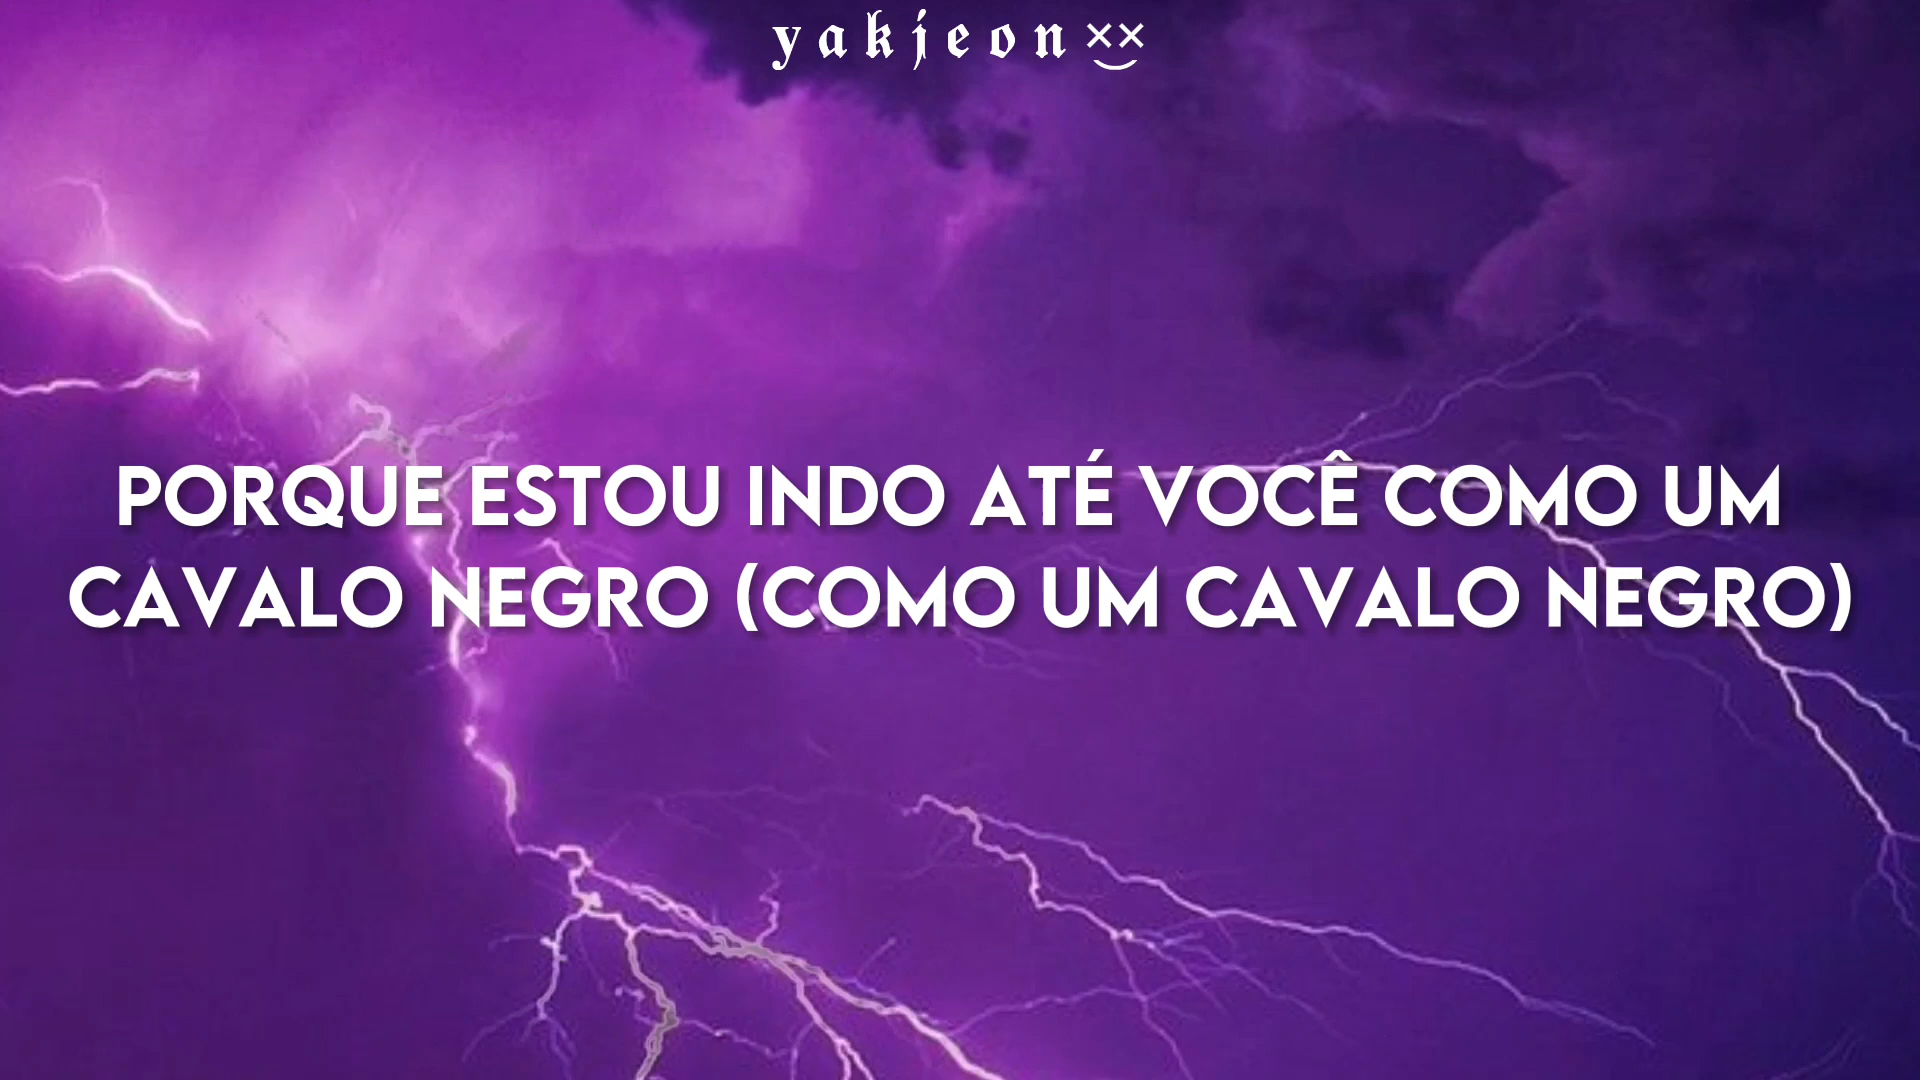 yakjeon
PORQUE ESTOU INDO ATÉ VOCÊ COMO UM
CAVALO NEGRO (COMO UM CAVALO NEGRO)